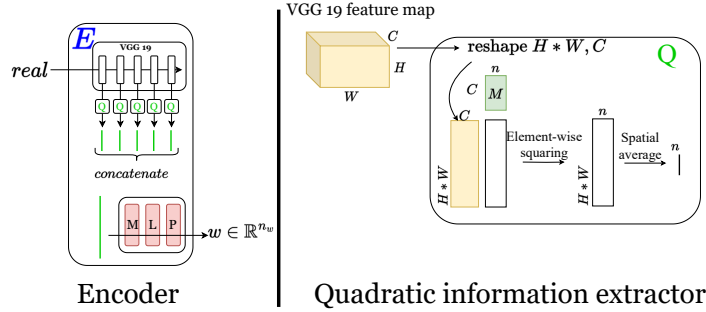 E
VGG 19
real
Q Q Q Q Q
concatenate
M L P
w ∈ ℝ^{n_w}
Encoder
VGG 19 feature map
C
H
W
reshape H * W, C
Q
n
C
M
C
H * W
Element-wise
squaring
n
H * W
Spatial
average
n
Quadratic information extractor